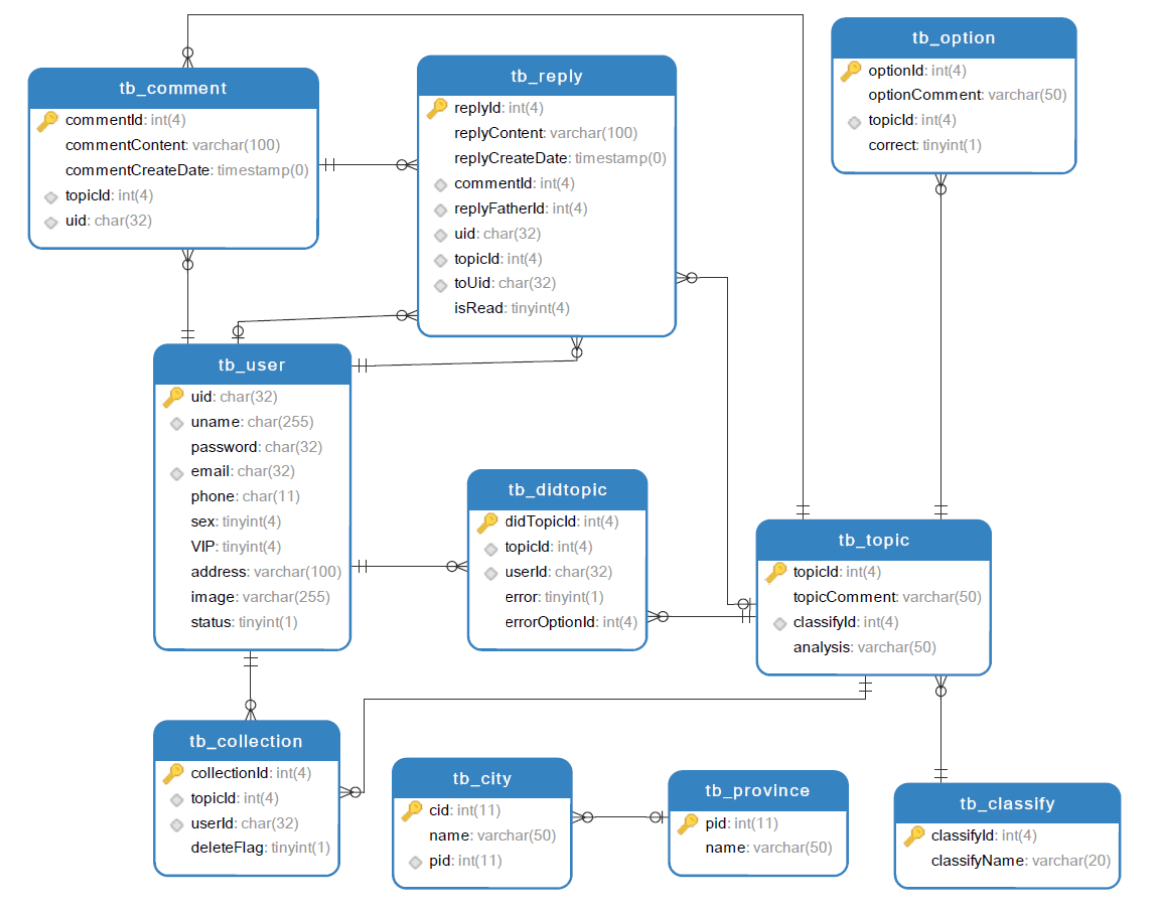 tb_comment
commentId: int(4)
commentContent: varchar(100)
commentCreateDate: timestamp(0)
topicId: int(4)
uid: char(32)
tb_reply
replyId: int(4)
replyContent: varchar(100)
replyCreateDate: timestamp(0)
commentId: int(4)
replyFatherId: int(4)
uid: char(32)
topicId: int(4)
toUid: char(32)
isRead: tinyint(4)
tb_option
optionId: int(4)
optionComment: varchar(50)
topicId: int(4)
correct: tinyint(1)
tb_user
uid: char(32)
uname: char(255)
password: char(32)
email: char(32)
phone: char(11)
sex: tinyint(4)
VIP: tinyint(4)
address: varchar(100)
image: varchar(255)
status: tinyint(1)
tb_didtopic
didTopicId: int(4)
topicId: int(4)
userId: char(32)
error: tinyint(1)
errorOptionId: int(4)
tb_topic
topicId: int(4)
topicComment: varchar(50)
classifyId: int(4)
analysis: varchar(50)
tb_collection
collectionId: int(4)
topicId: int(4)
userId: char(32)
deleteFlag: tinyint(1)
tb_city
cid: int(11)
name: varchar(50)
pid: int(11)
tb_province
pid: int(11)
name: varchar(50)
tb_classify
classifyId: int(4)
classifyName: varchar(20)